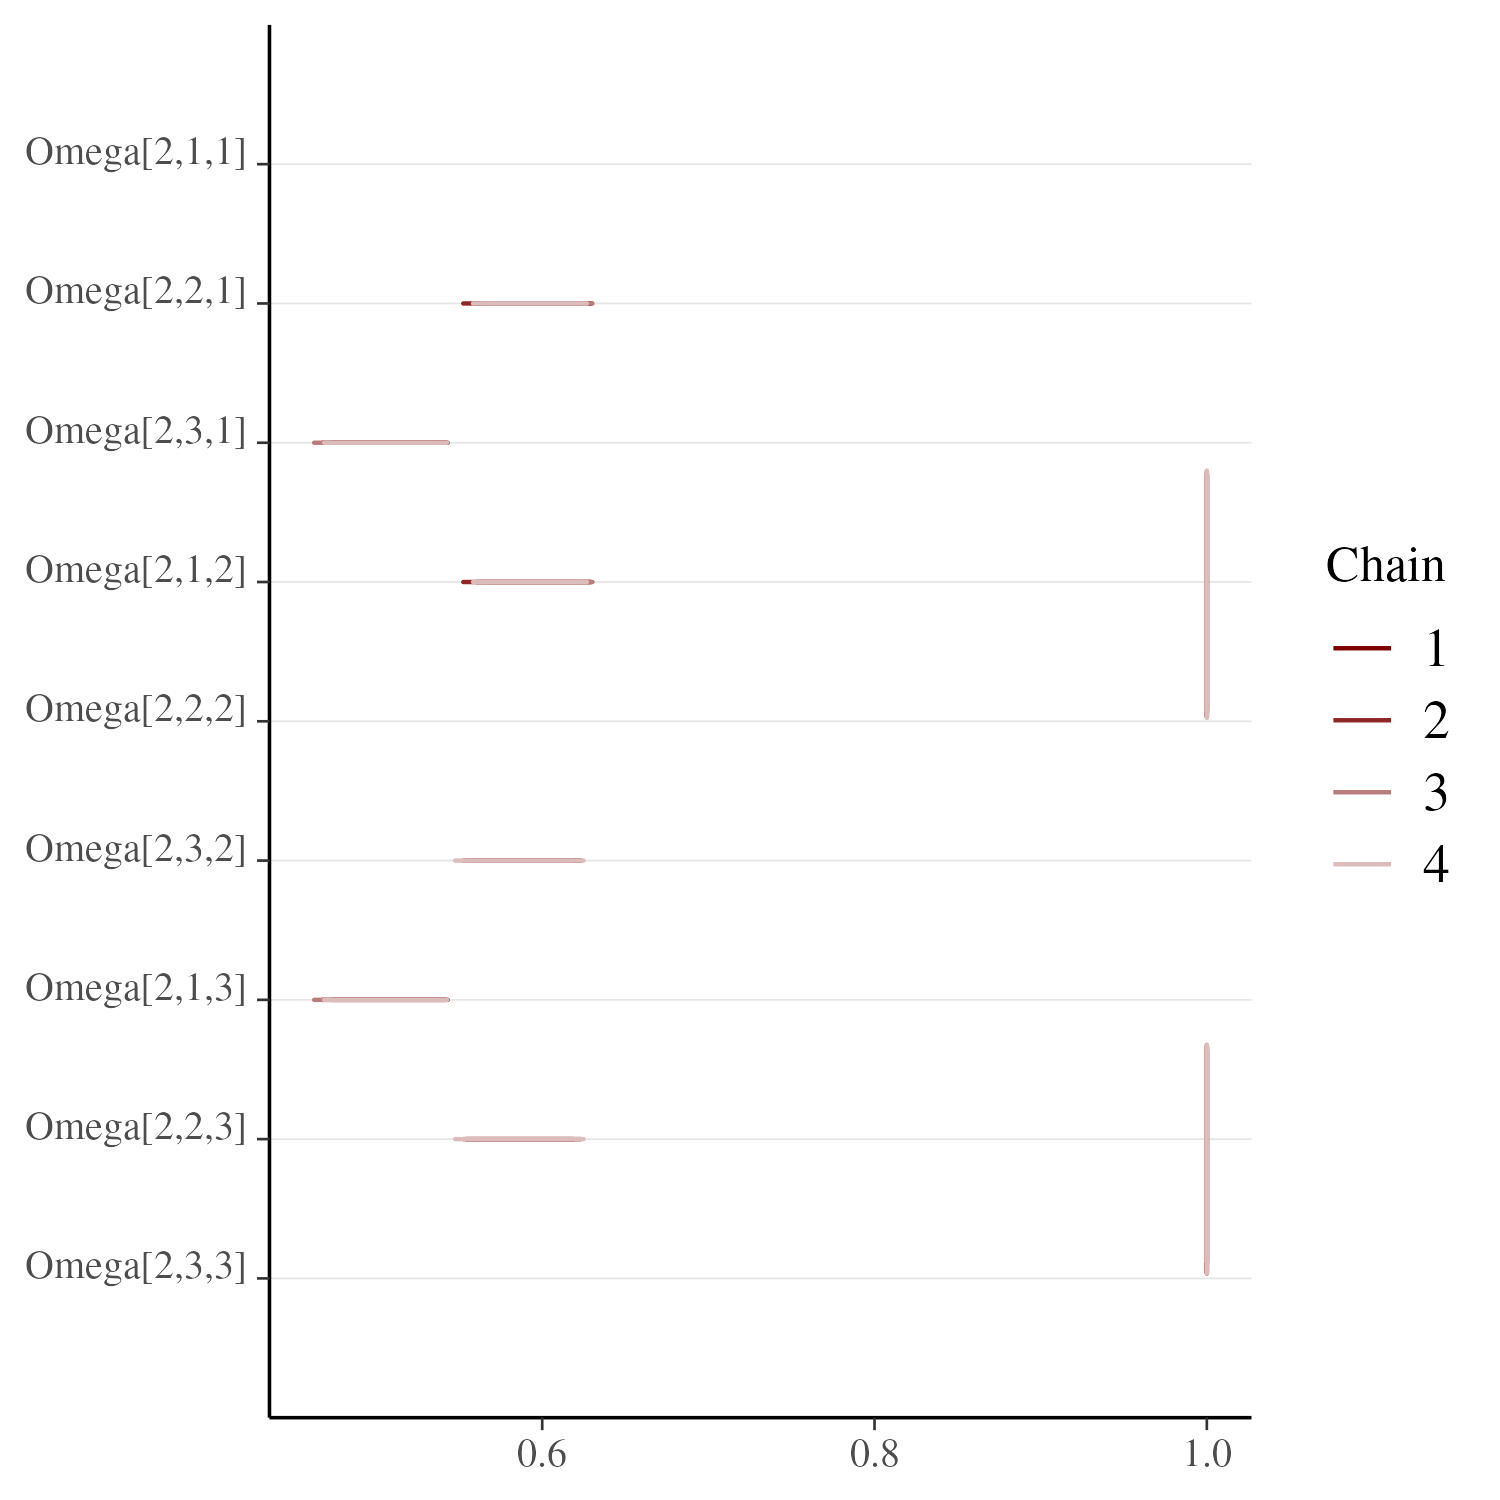 Omega[2,1,1]
Omega[2,2,1]
Omega[2,3,1]
Omega[2,1,2]
Omega[2,2,2]
Omega[2,3,2]
Omega[2,1,3]
Omega[2,2,3]
Omega[2,3,3]
0.6
0.8
1.0
Chain
1
2
3
4